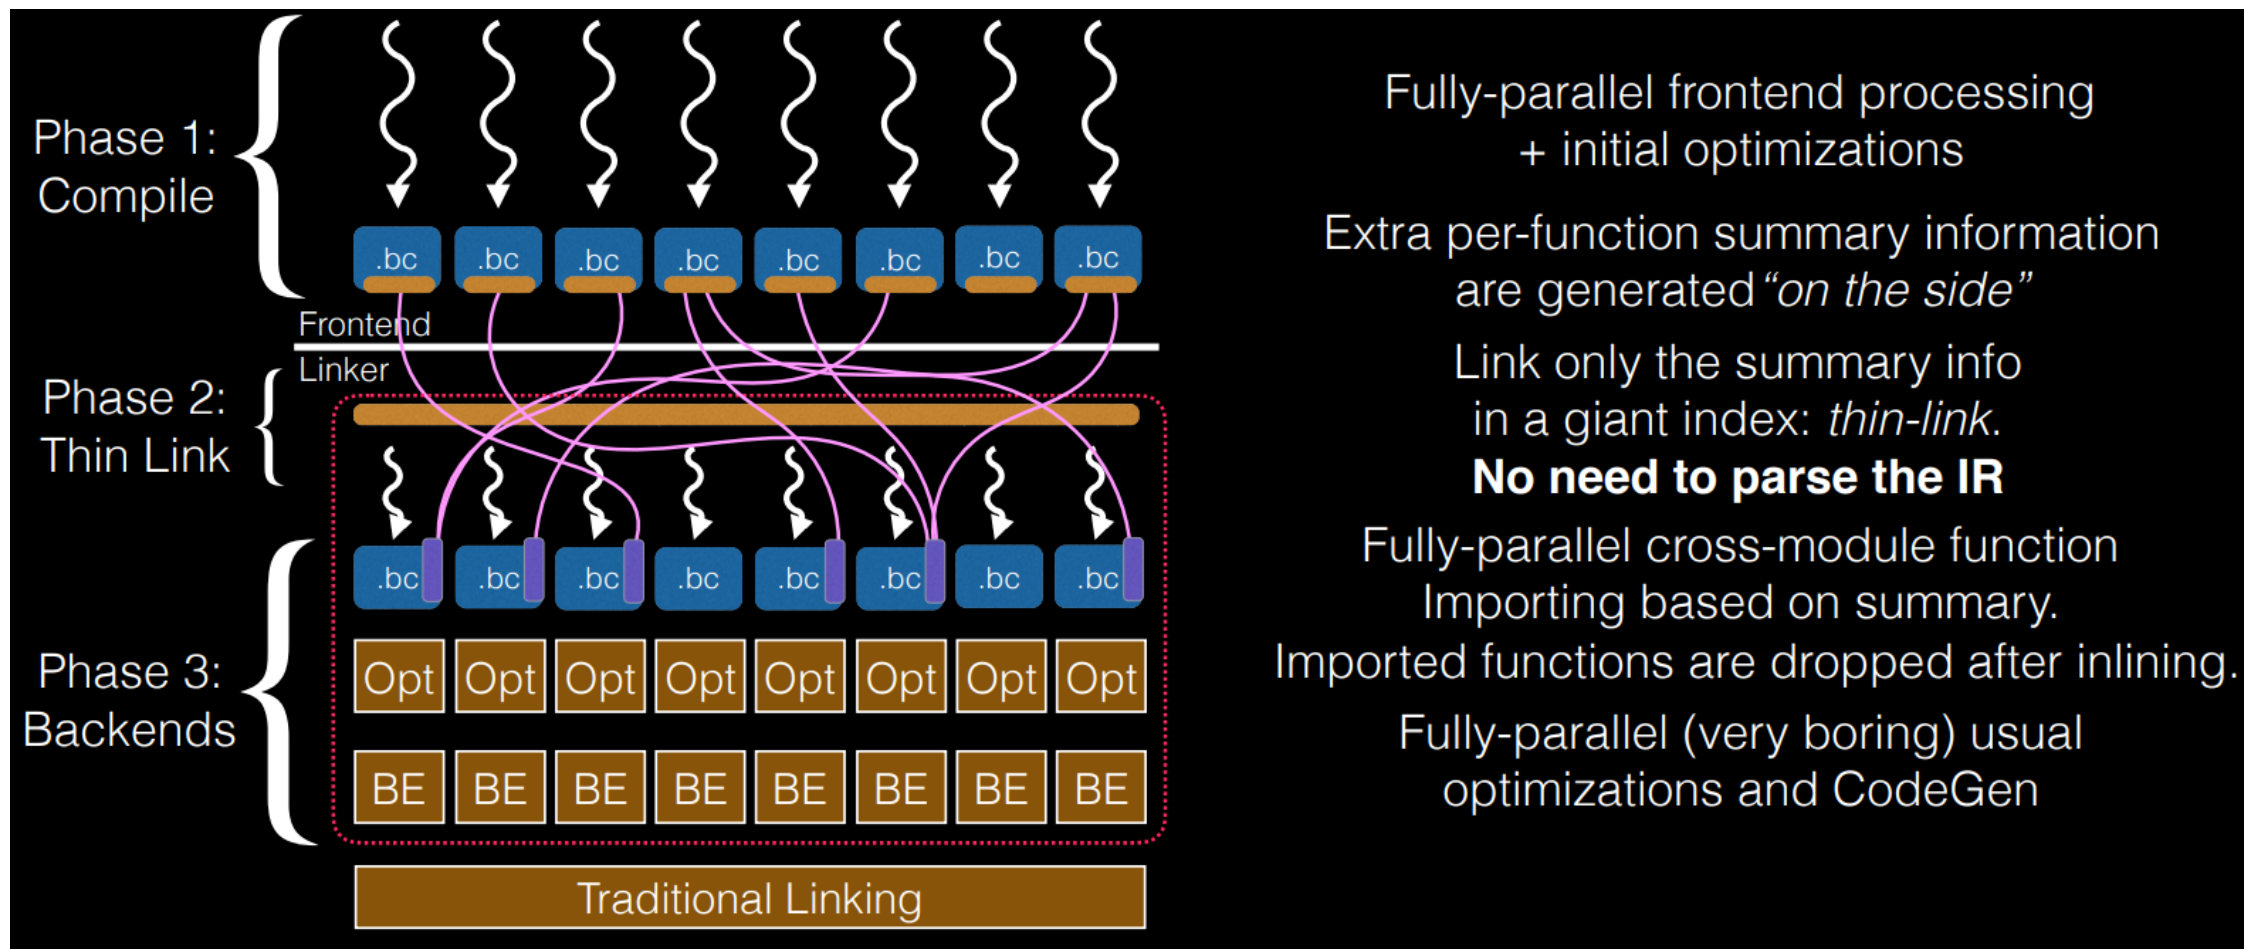 Phase 1:
Compile
.bc .bc .bc .bc .bc .bc .bc .bc
Frontend
Linker
Phase 2:
Thin Link
.bc .bc .bc .bc .bc .bc .bc .bc
Phase 3:
Backends
Opt Opt Opt Opt Opt Opt Opt Opt
BE BE BE BE BE BE BE BE
Traditional Linking
Fully-parallel frontend processing
+ initial optimizations
Extra per-function summary information
are generated “on the side”
Link only the summary info
in a giant index: thin-link.
No need to parse the IR
Fully-parallel cross-module function
Importing based on summary.
Imported functions are dropped after inlining.
Fully-parallel (very boring) usual
optimizations and CodeGen